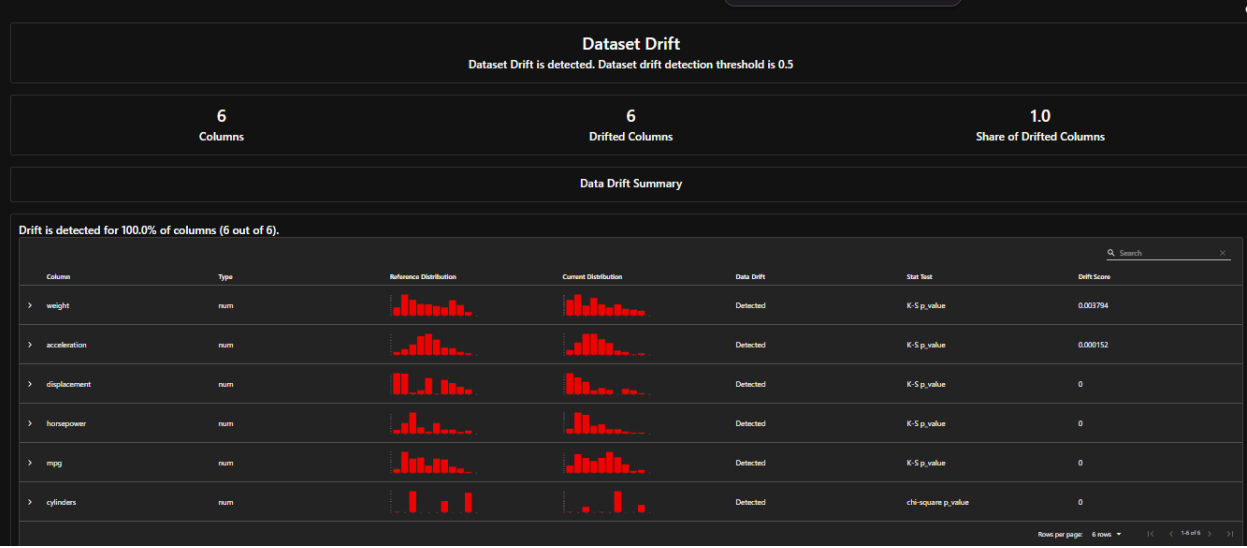 Dataset Drift
Dataset Drift is detected. Dataset drift detection threshold is 0.5
6 6 1.0
Columns Drifted Columns Share of Drifted Columns
Data Drift Summary
Drift is detected for 100.0% of columns (6 out of 6).
Search
Column Type Reference Distribution Current Distribution Data Drift Stat Test Drift Score
weight num Detected K-S p_value 0.003794
acceleration num Detected K-S p_value 0.000152
displacement num Detected K-S p_value 0
horsepower num Detected K-S p_value 0
mpg num Detected K-S p_value 0
cylinders num Detected chi-square p_value 0
Rows per page: 6 rows 1-6 of 6